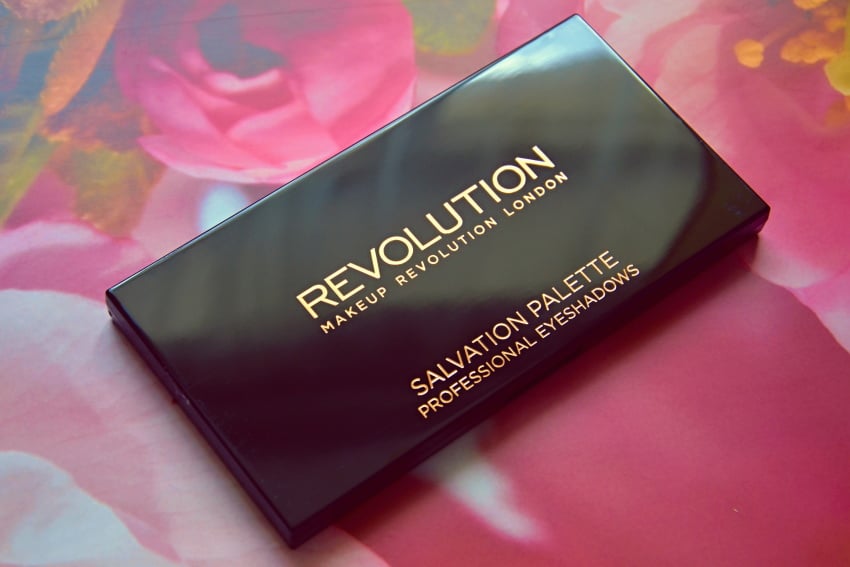 REVOLUTION
MAKEUP REVOLUTION LONDON
SALVATION PALETTE
PROFESSIONAL EYESHADOWS